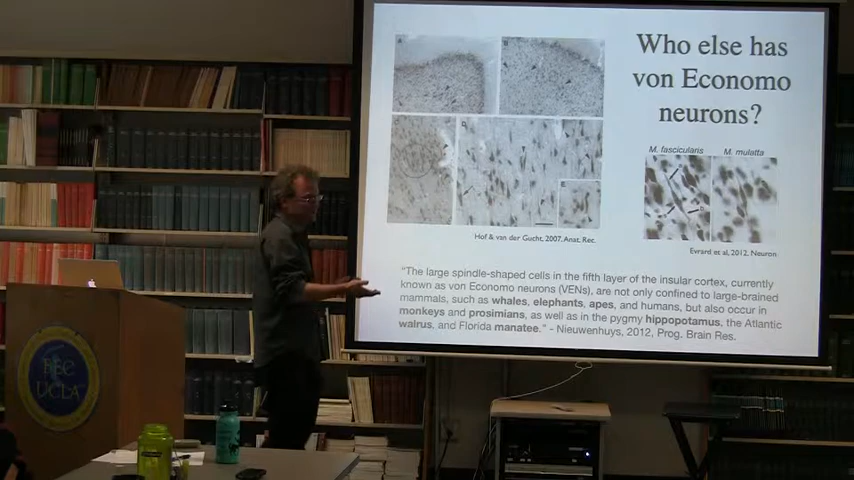 Who else has
von Economo
neurons?
M. fascicularis M. mulatta
Hof & van der Gucht, 2007. Anat. Rec.
Evrard et al, 2012. Neuron
"The large spindle-shaped cells in the fifth layer of the insular cortex, currently
known as von Economo neurons (VENs), are not only confined to large-brained
mammals, such as whales, elephants, apes, and humans, but also occur in
monkeys and prosimians, as well as in the pygmy hippopotamus, the Atlantic
walrus, and Florida manatee." - Nieuwenhuys, 2012, Prog. Brain Res.
UCLA